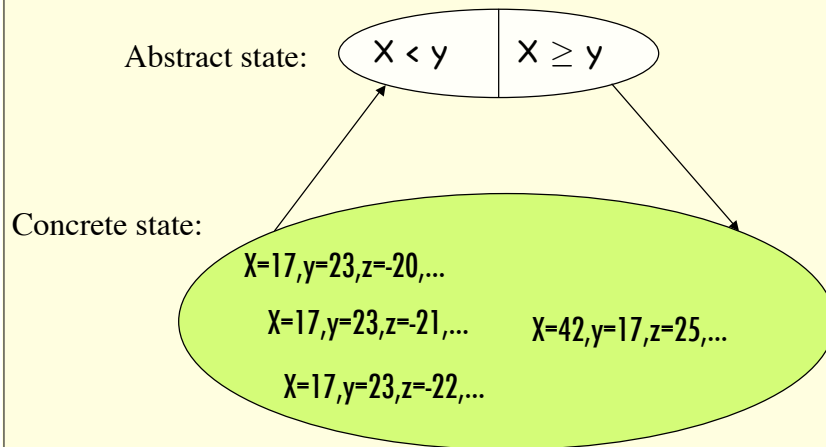 Abstract state:
X < y
X ≥ y
Concrete state:
X=17,y=23,z=-20,...
X=17,y=23,z=-21,...
X=42,y=17,z=25,...
X=17,y=23,z=-22,...